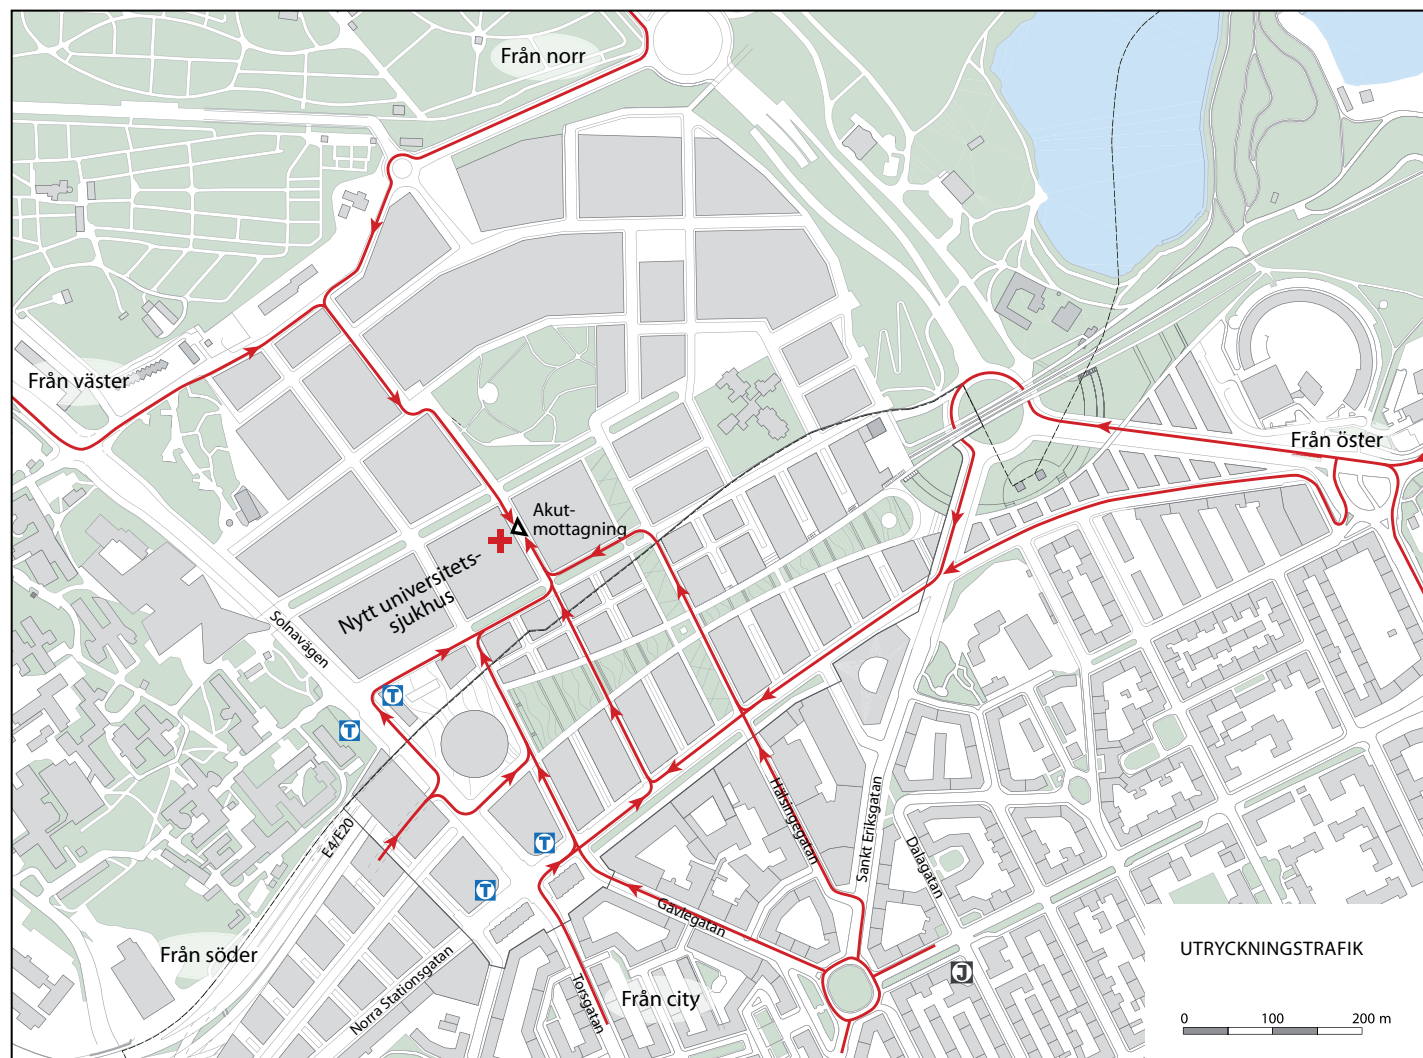 Från norr
Från väster
Från öster
Akut-
mottagning
Nytt universitets-
sjukhus
Solnavägen
T
T
E4/E20
Hälsingegatan
Sankt Eriksgatan
Dalagatan
T
T
Gävlegatan
Från söder
Norra Stationsgatan
Torsgatan
Från city
J
UTRYCKNINGSTRAFIK
0 100 200 m